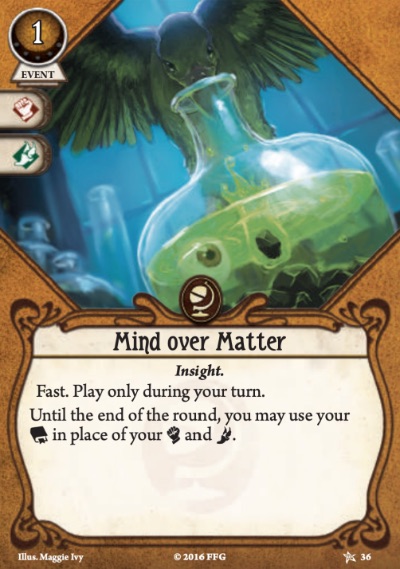 1
EVENT
Mind over Matter
Insight.
Fast. Play only during your turn.
Until the end of the round, you may use your
in place of your and .
Illus. Maggie Ivy © 2016 FFG 36